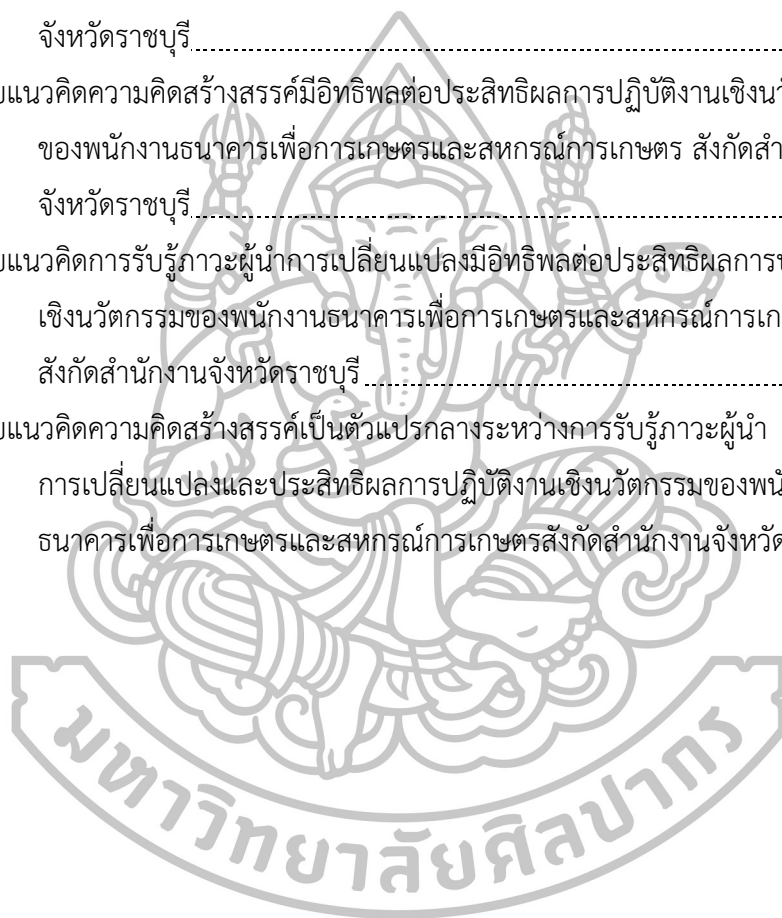 จังหวัดราชบุรี
แนวคิดความคิดสร้างสรรค์มีอิทธิพลต่อประสิทธิผลการปฏิบัติงานเชิง
ของพนักงานธนาคารเพื่อการเกษตรและสหกรณ์การเกษตร สังกัด
จังหวัดราชบุรี
แนวคิดการรับรู้ภาวะผู้นำการเปลี่ยนแปลงมีอิทธิพลต่อประสิทธิผลการ
เชิงนวัตกรรมของพนักงานธนาคารเพื่อการเกษตรและสหกรณ์การ
สังกัดสำนักงานจังหวัดราชบุรี
แนวคิดความคิดสร้างสรรค์เป็นตัวแปรกลางระหว่างการรับรู้ภาวะผู้นำ
การเปลี่ยนแปลงและประสิทธิผลการปฏิบัติงานเชิงนวัตกรรมของ
ธนาคารเพื่อการเกษตรและสหกรณ์การเกษตรสังกัดสำนักงานจังหวัด
มหาวิทยาลัยศิลปากร